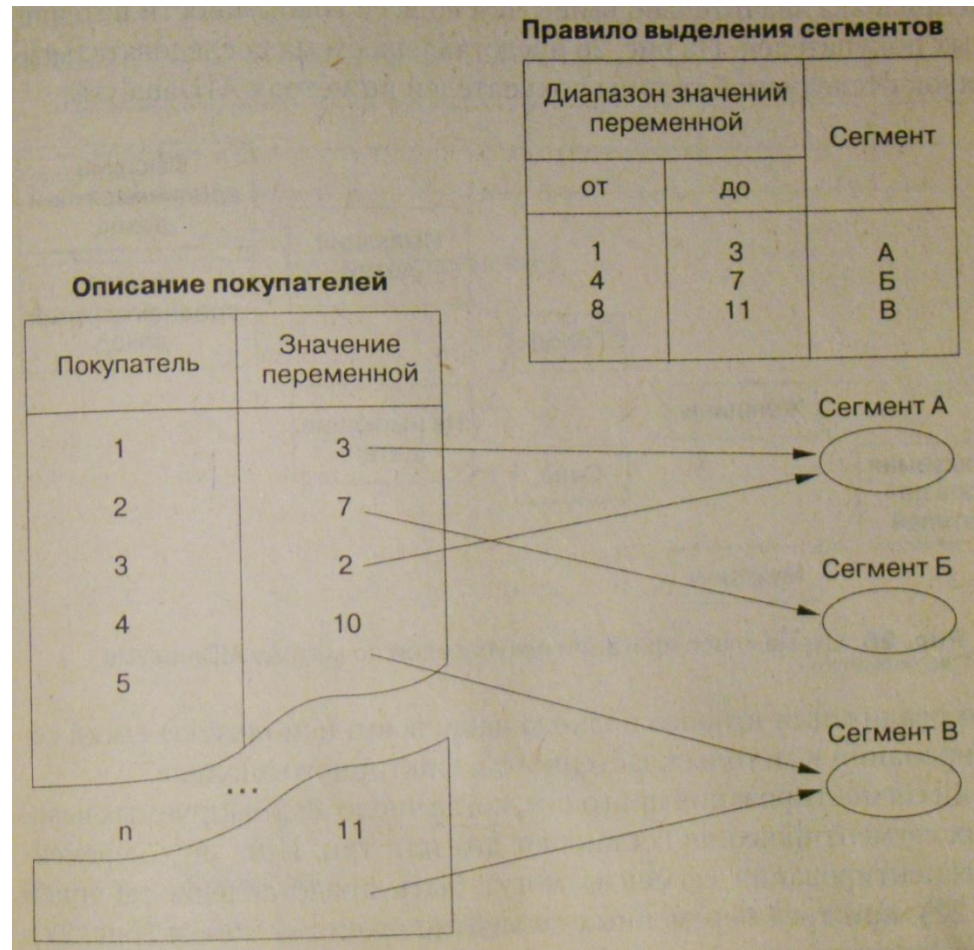 Правило выделения сегментов
Диапазон значений
переменной
Сегмент
от до
1 3 А
4 7 Б
8 11 В
Описание покупателей
Покупатель
Значение
переменной
1 3
2 7
3 2
4 10
5
...
n 11
Сегмент А
Сегмент Б
Сегмент В